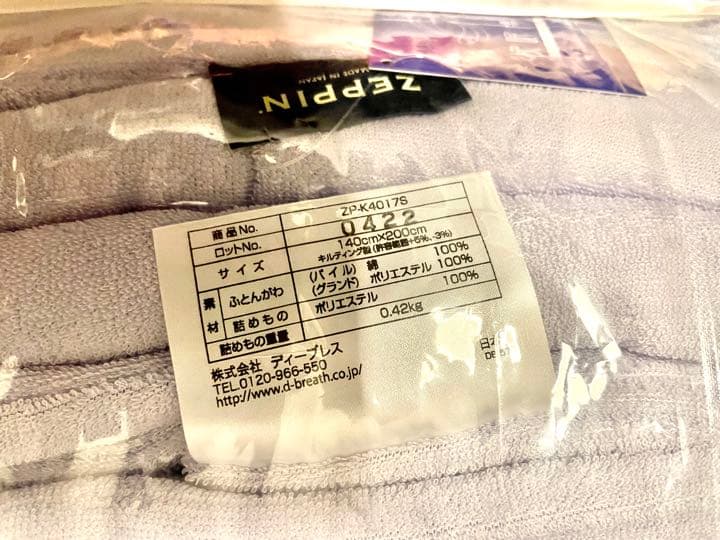 ZEPPIN
MADE IN JAPAN
商品No. ZP-K4017S
ロットNo. 0422
サイズ 140cm×200cm
キルティング製(許容範囲+5%、-3%)
素材 ふとんがわ (パイル) 綿 100%
(グランド) ポリエステル 100%
詰めもの ポリエステル 100%
詰めもの重量 0.42kg
株式会社 ディーブレス
TEL.0120-966-550
http://www.d-breath.co.jp/
日本